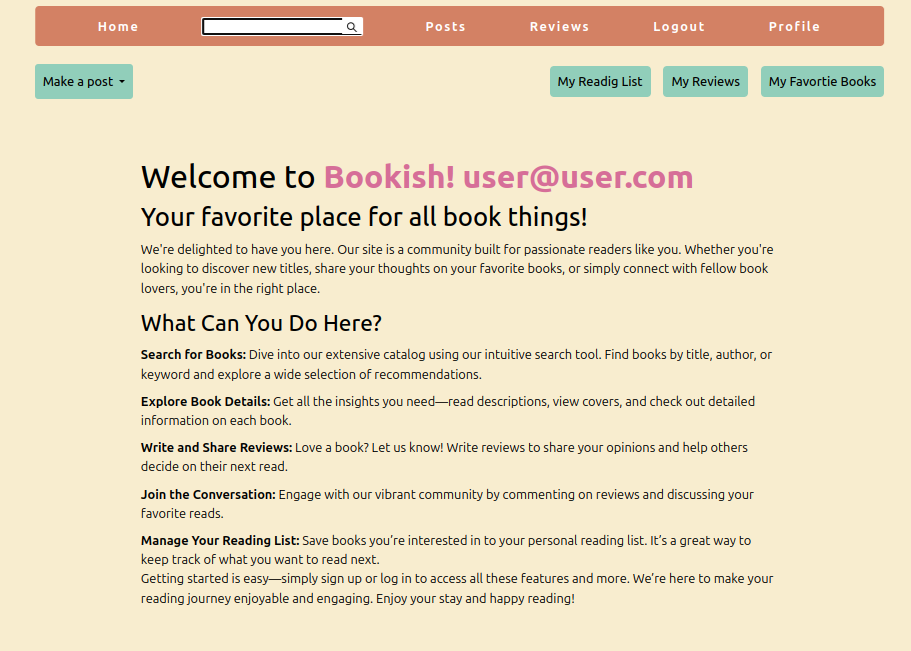 Home Posts Reviews Logout Profile
Make a post My Readig List My Reviews My Favortie Books
Welcome to Bookish! user@user.com
Your favorite place for all book things!
We're delighted to have you here. Our site is a community built for passionate readers like you. Whether you're
looking to discover new titles, share your thoughts on your favorite books, or simply connect with fellow book
lovers, you're in the right place.
What Can You Do Here?
Search for Books: Dive into our extensive catalog using our intuitive search tool. Find books by title, author, or
keyword and explore a wide selection of recommendations.
Explore Book Details: Get all the insights you need—read descriptions, view covers, and check out detailed
information on each book.
Write and Share Reviews: Love a book? Let us know! Write reviews to share your opinions and help others
decide on their next read.
Join the Conversation: Engage with our vibrant community by commenting on reviews and discussing your
favorite reads.
Manage Your Reading List: Save books you’re interested in to your personal reading list. It’s a great way to
keep track of what you want to read next.
Getting started is easy—simply sign up or log in to access all these features and more. We’re here to make your
reading journey enjoyable and engaging. Enjoy your stay and happy reading!